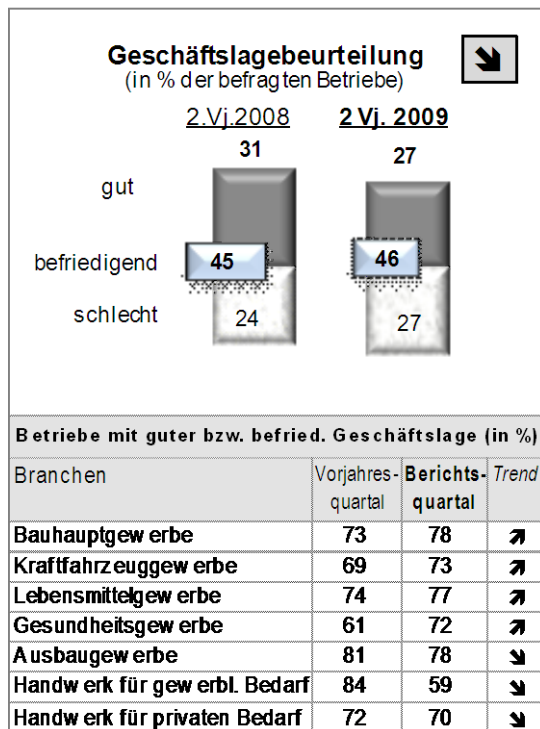 Geschäftslagebeurteilung
(in % der befragten Betriebe)
2.Vj.2008 2 Vj. 2009
31 27
gut
befriedigend 45 46
schlecht 24 27
Betriebe mit guter bzw. befried. Geschäftslage (in %)
Branchen Vorjahres- Berichts- Trend
quartal quartal
Bauhauptgewerbe 73 78
Kraftfahrzeuggewerbe 69 73
Lebensmittelgewerbe 74 77
Gesundheitsgewerbe 61 72
Ausbaugewerbe 81 78
Handwerk für gewerbl. Bedarf 84 59
Handwerk für privaten Bedarf 72 70